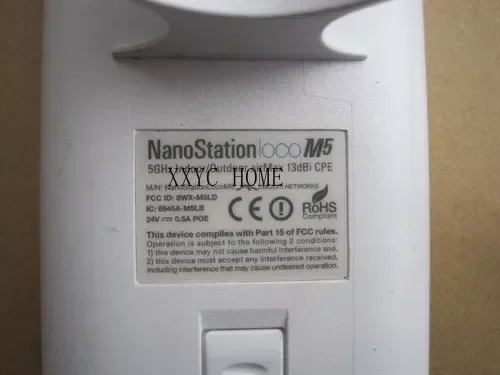 NanoStation loco M5
5GHz Indoor/Outdoor airMax 13dBi CPE
XXYC HOME
M/N: NanoStationLocoM5
NETWORKS
FCC ID: SWX-M5LD
IC: 6545A-M5LB
24V 0.5A POE
CE
RoHS
Compliant
This device complies with Part 15 of FCC rules.
Operation is subject to the following 2 conditions:
1) this device may not cause harmful interference and,
2) this device must accept any interference received,
including interference that may cause undesired operation.